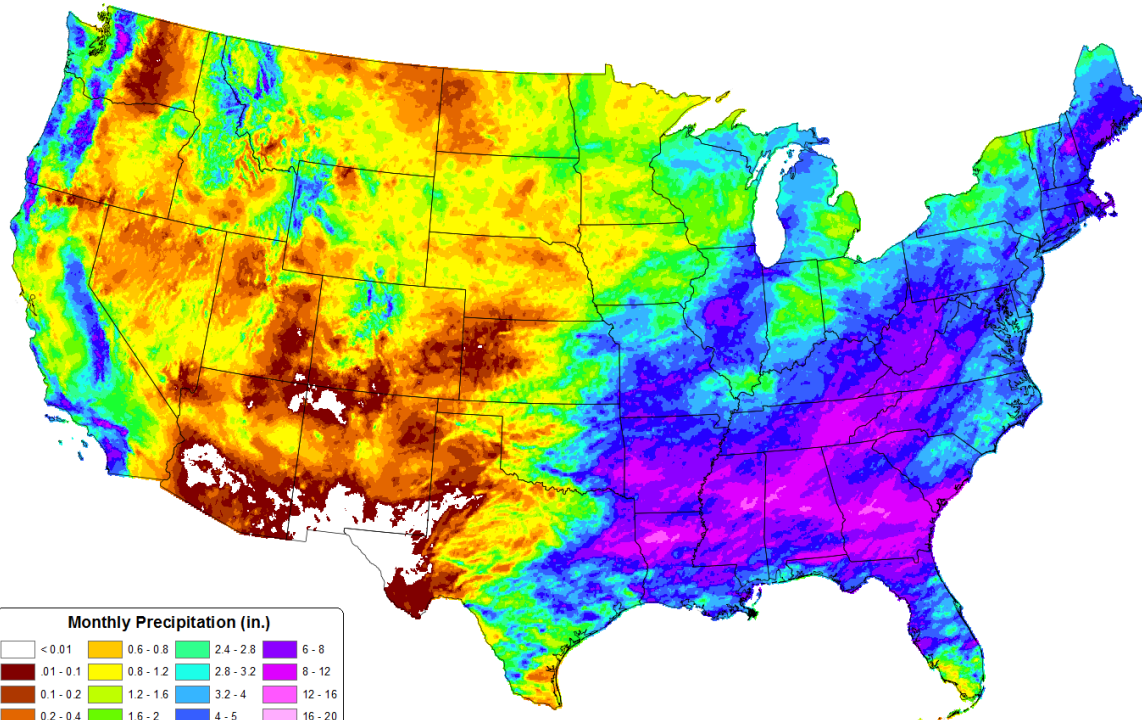 Monthly Precipitation (in.)
< 0.01 0.6 - 0.8 2.4 - 2.8 6 - 8
.01 - 0.1 0.8 - 1.2 2.8 - 3.2 8 - 12
0.1 - 0.2 1.2 - 1.6 3.2 - 4 12 - 16
0.2 - 0.4 1.6 - 2 4 - 5 16 - 20